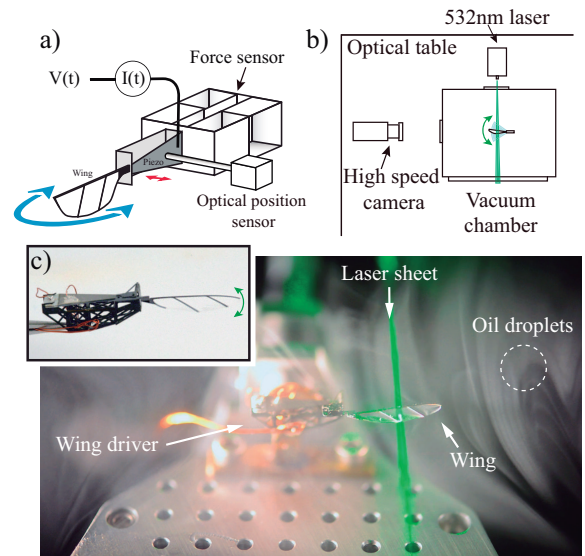 a)
Force sensor
V(t)
I(t)
Wing
Piezo
Optical position
sensor
b)
532nm laser
Optical table
High speed
camera
Vacuum
chamber
c)
Laser sheet
Oil droplets
Wing driver
Wing